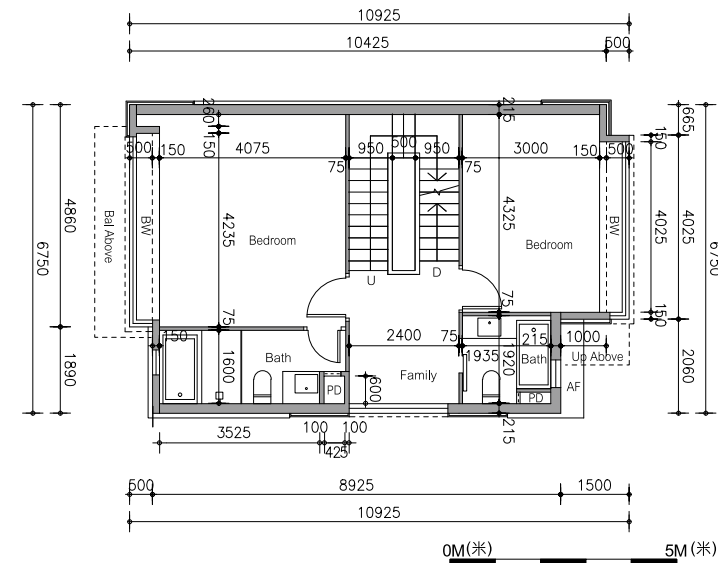 10925
10425 500
260 215 665
150 150
500 150 4075 950 500 950 3000 150 500
75 75
4860 Bal Above BW 4235 Bedroom 4325 Bedroom BW 4025 4025
6750 6750
U D
75 75 150
150 2400 75 215 1000
1890 1600 Bath Family 1935 1920 Bath Up Above 2060
PD 600 PD AF
3525 100 425 100 215
500 8925 1500
10925
0M(米) 5M(米)